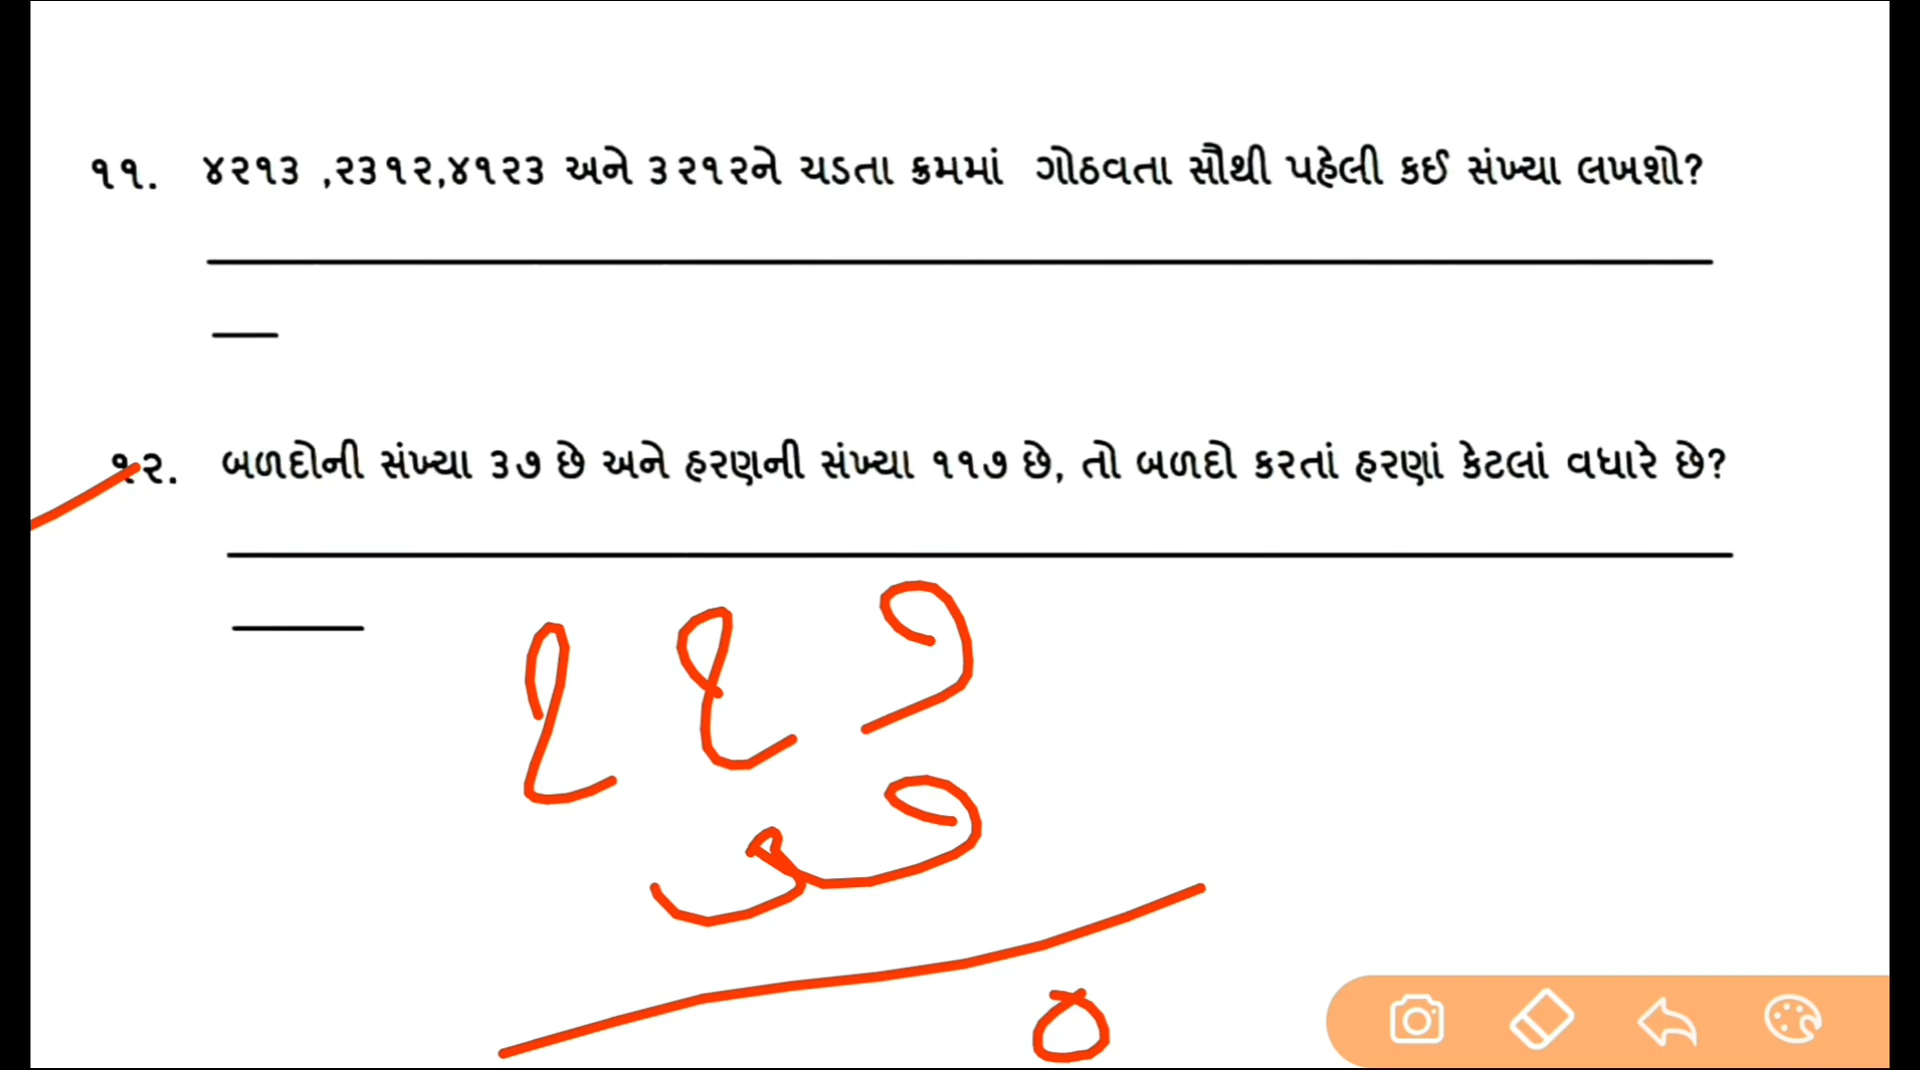 ૧૧. ૪૨૧૩ ,૨૩૧૨,૪૧૨૩ અને ૩૨૧૨ને ચડતા ક્રમમાં ગોઠવતા સૌથી પહેલી કઈ સંખ્યા લખશો?
૧૨. બળદોની સંખ્યા ૩૭ છે અને હરણની સંખ્યા ૧૧૭ છે, તો બળદો કરતાં હરણાં કેટલાં વધારે છે?
૧૧૭
૩૭
૦